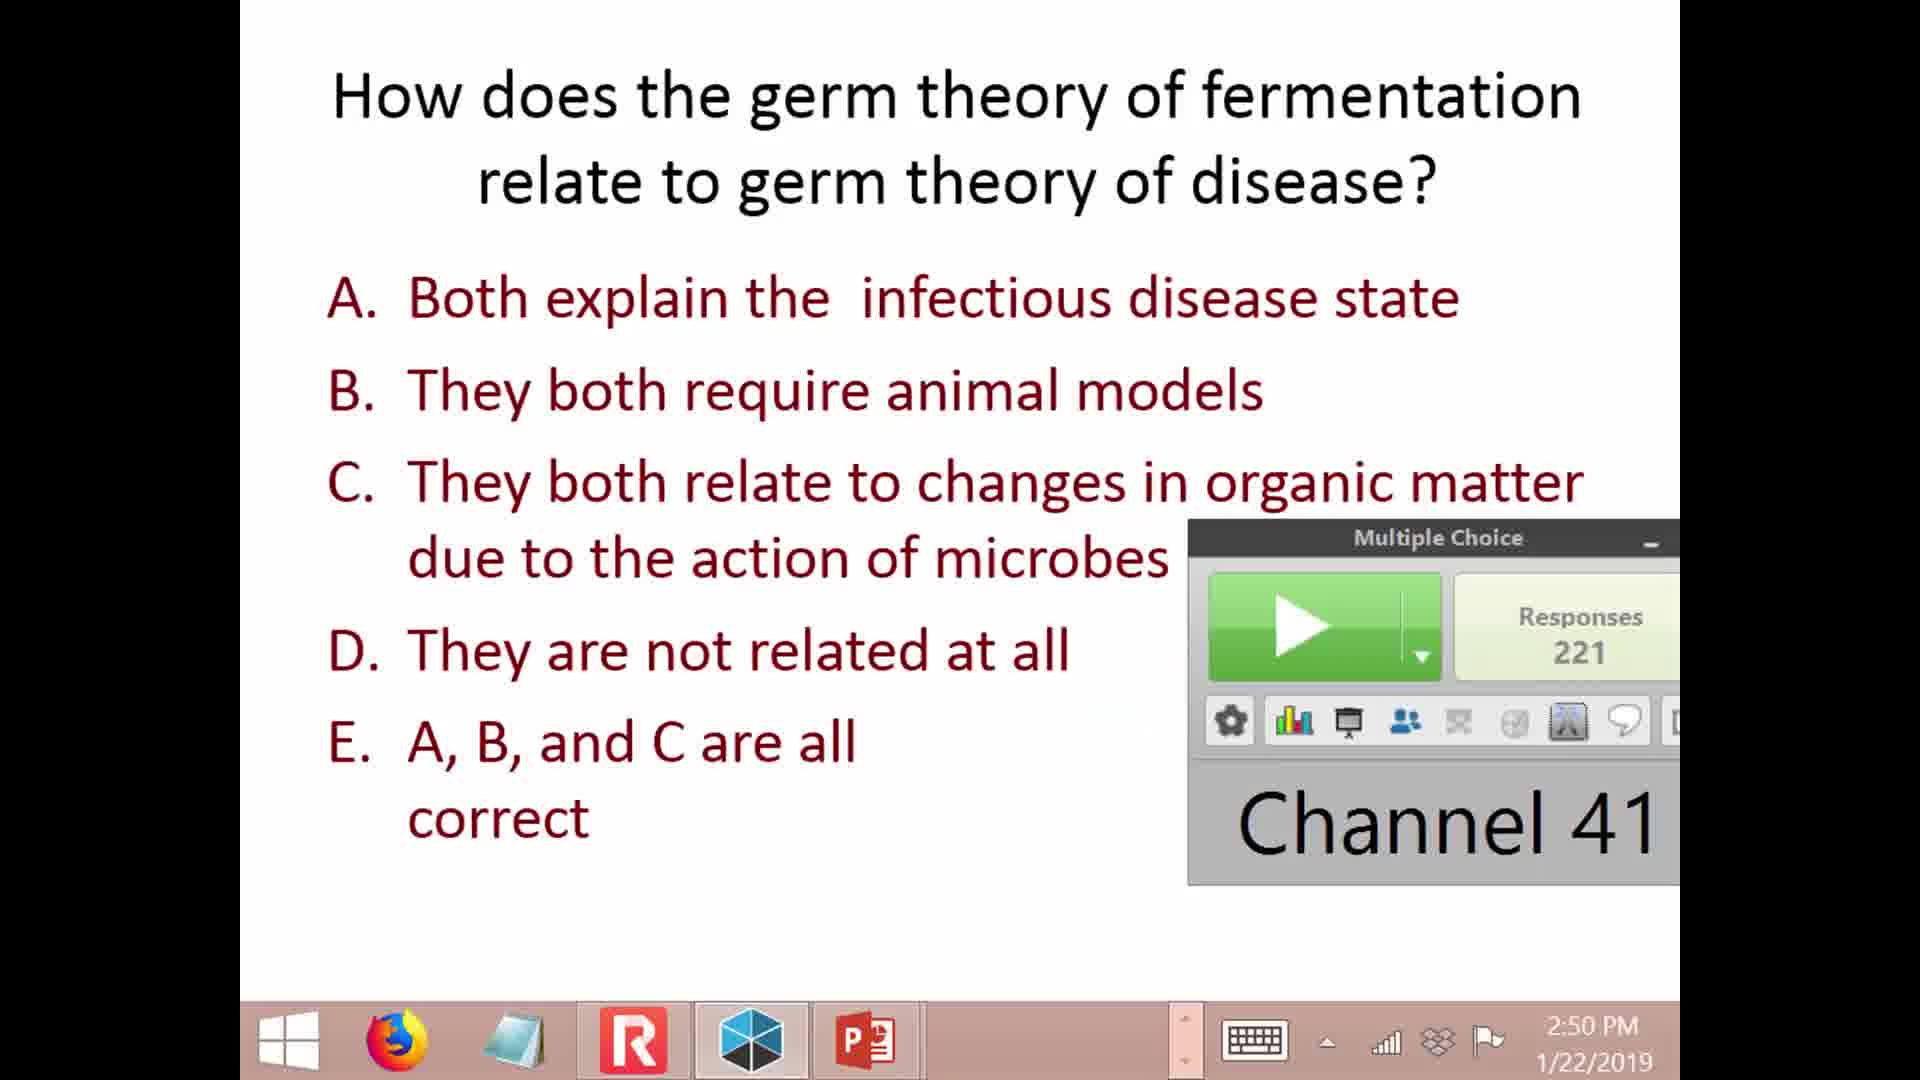 How does the germ theory of fermentation
relate to germ theory of disease?
A. Both explain the infectious disease state
B. They both require animal models
C. They both relate to changes in organic matter
due to the action of microbes
D. They are not related at all
E. A, B, and C are all
correct
Multiple Choice
Responses
221
Channel 41
2:50 PM
1/22/2019